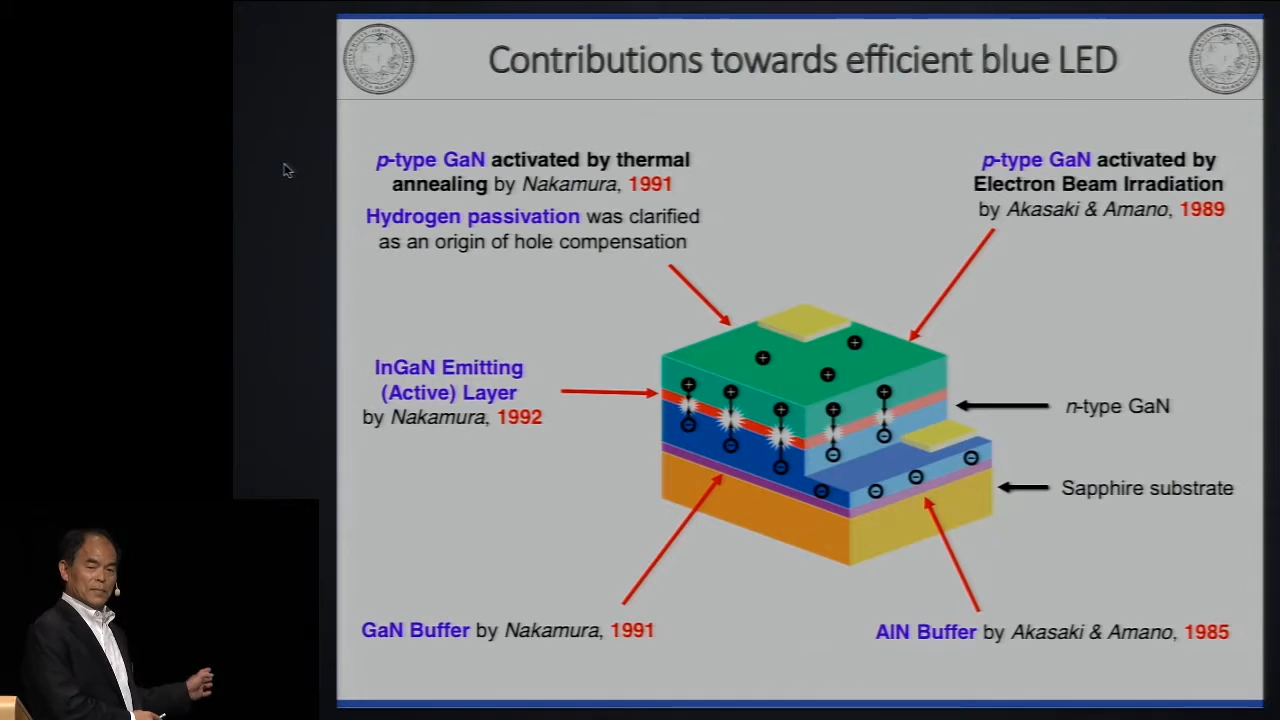 Contributions towards efficient blue LED
p-type GaN activated by thermal
annealing by Nakamura, 1991
Hydrogen passivation was clarified
as an origin of hole compensation
p-type GaN activated by
Electron Beam Irradiation
by Akasaki & Amano, 1989
InGaN Emitting
(Active) Layer
by Nakamura, 1992
n-type GaN
Sapphire substrate
GaN Buffer by Nakamura, 1991
AlN Buffer by Akasaki & Amano, 1985